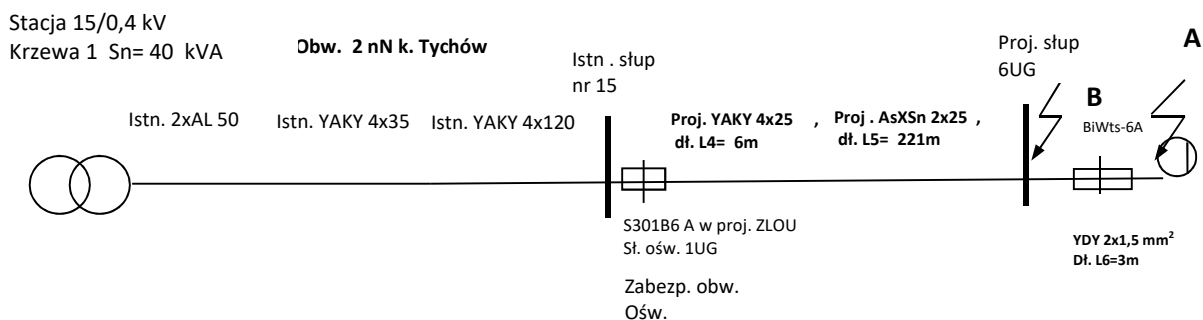 Stacja 15/0,4 kV
Krzewa 1 Sn= 40 kVA
Obw. 2 nN k. Tychów
Istn . słup
nr 15
Proj. słup
6UG
A
Istn. 2xAL 50
Istn. YAKY 4x35
Istn. YAKY 4x120
Proj. YAKY 4x25 , Proj . AsXSn 2x25 ,
dł. L4= 6m
dł. L5= 221m
B
BiWts-6A
S301B6 A w proj. ZLOU
Sł. ośw. 1UG
Zabezp. obw.
Ośw.
YDY 2x1,5 mm²
Dł. L6=3m